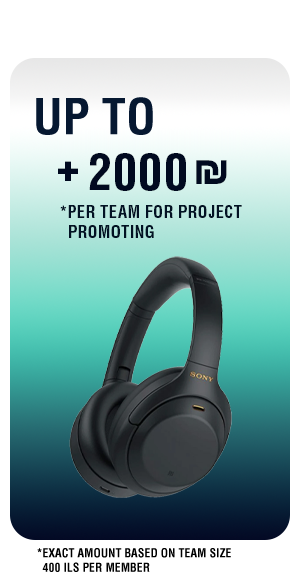 UP TO
+ 2000 ₪
*PER TEAM FOR PROJECT
PROMOTING
SONY
*EXACT AMOUNT BASED ON TEAM SIZE
400 ILS PER MEMBER